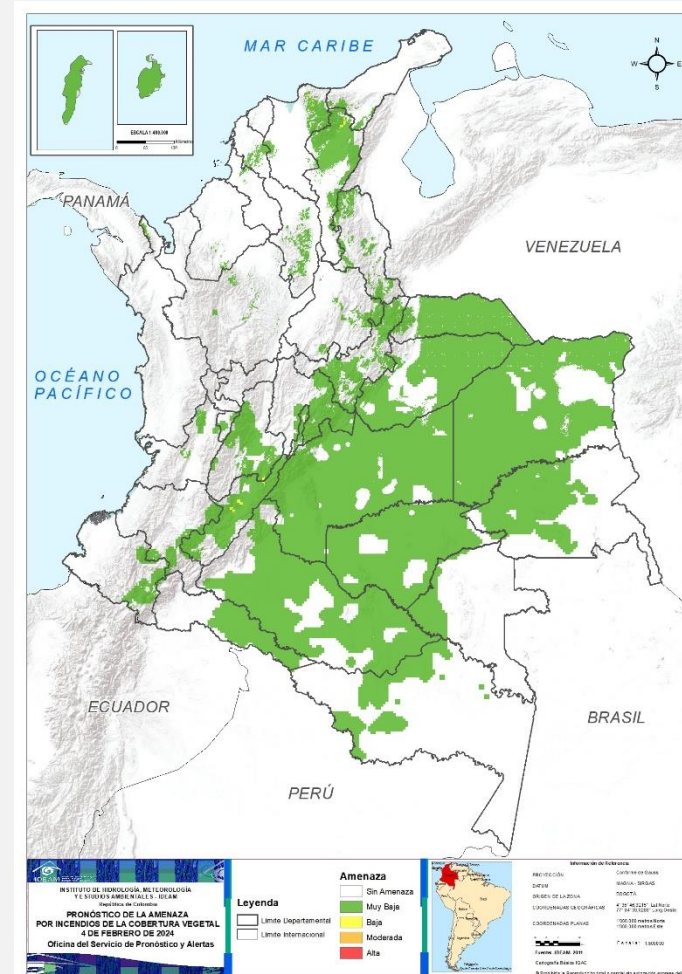 MAR CARIBE
N
W
E
S
ESCALA 1:400.000
PANAMÁ
VENEZUELA
OCÉANO
PACÍFICO
ECUADOR
BRASIL
PERÚ
IDEAM
INSTITUTO DE HIDROLOGÍA, METEOROLOGÍA
Y ESTUDIOS AMBIENTALES - IDEAM
República de Colombia
PRONÓSTICO DE LA AMENAZA
POR INCENDIOS DE LA COBERTURA VEGETAL
4 DE FEBRERO DE 2024
Oficina del Servicio de Pronóstico y Alertas
Leyenda
Límite Departamental
Límite Internacional
Amenaza
Sin Amenaza
Muy Baja
Baja
Moderada
Alta
Información de Referencia
PROYECCIÓN
DATUM
MAGNA - SIRGAS
ORIGEN DE LA ZONA
BOGOTÁ
COORDENADAS GEOGRÁFICAS
COORDENADAS PLANAS
Fuente: IDEAM, 2011
Cartografía Básica IGAC